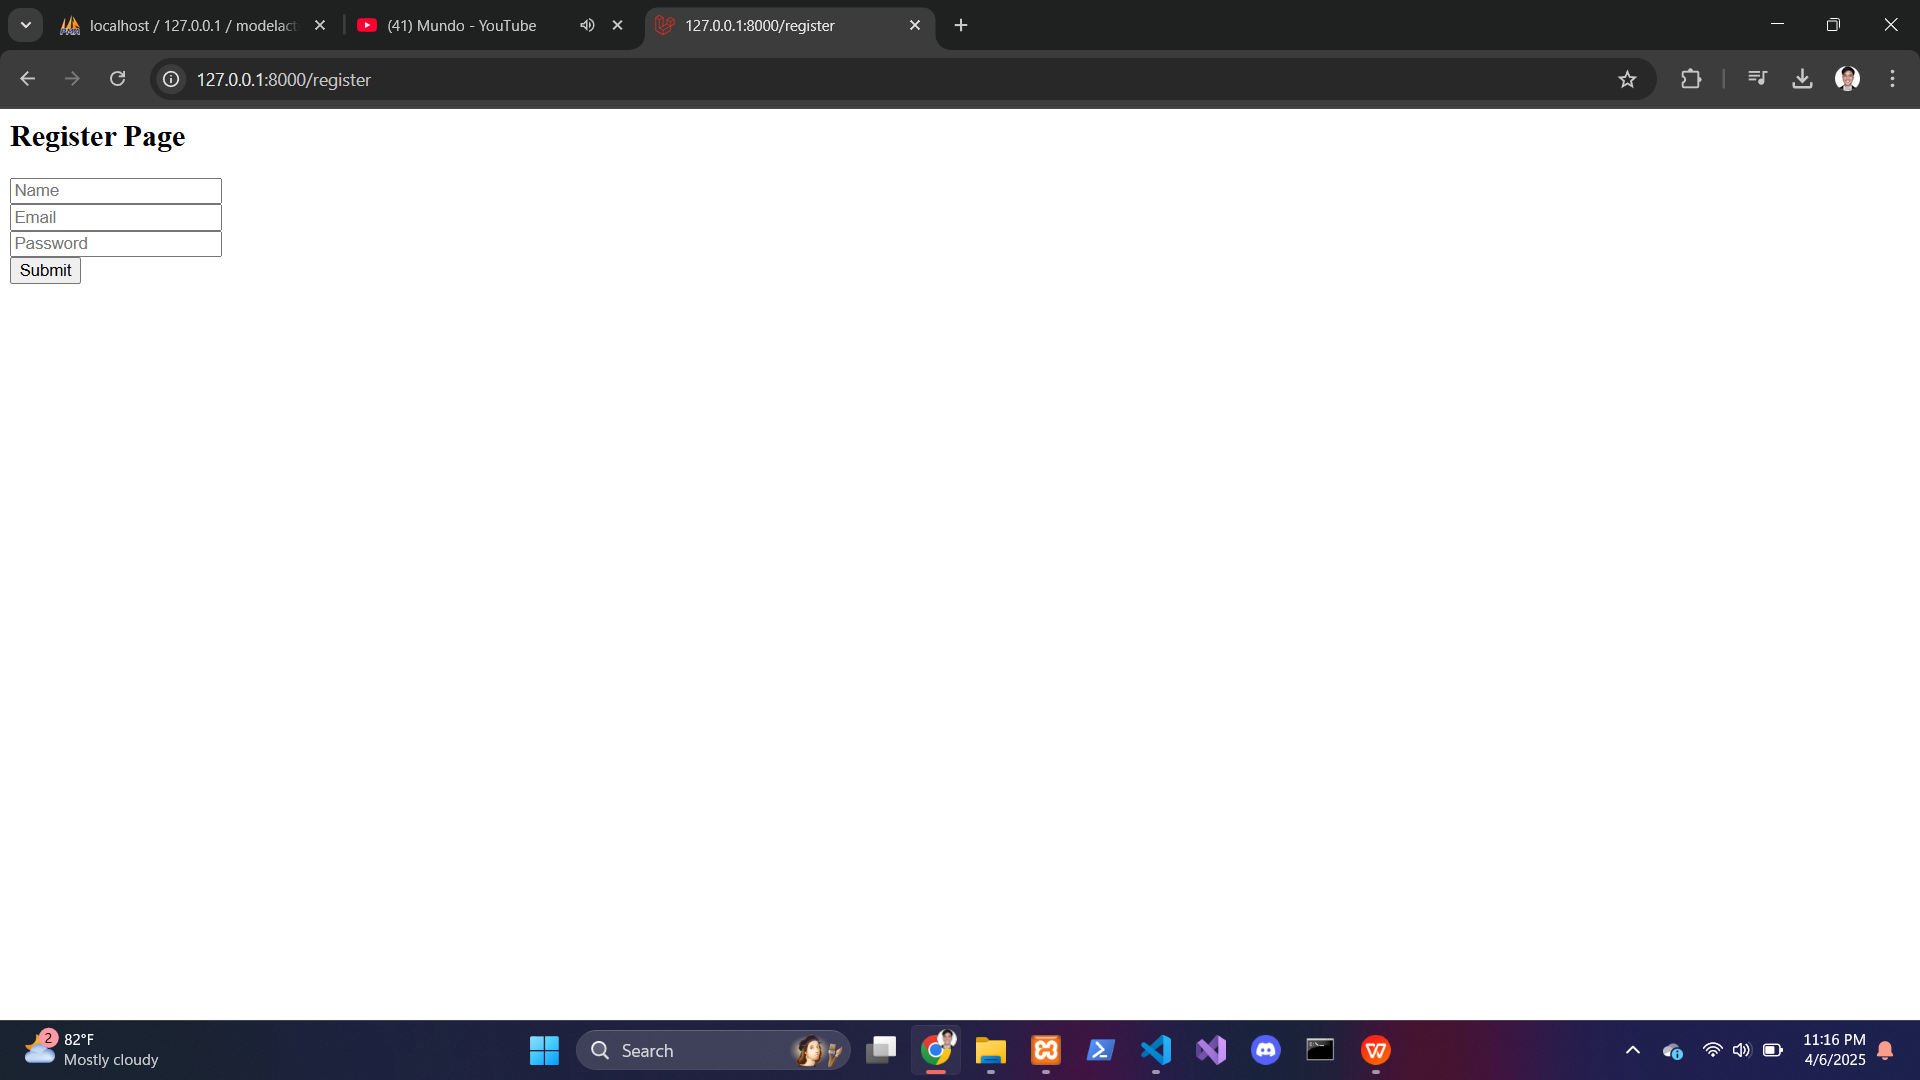 localhost / 127.0.0.1 / modelact
(41) Mundo - YouTube
127.0.0.1:8000/register
127.0.0.1:8000/register
Register Page
Name
Email
Password
Submit
2
82°F
Mostly cloudy
Search
11:16 PM
4/6/2025